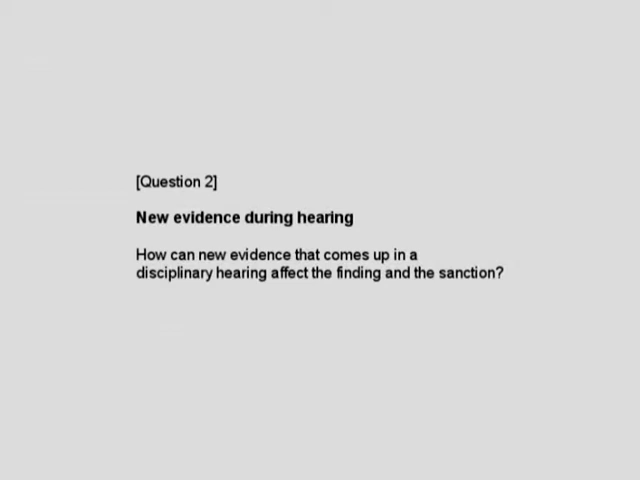 [Question 2]
New evidence during hearing
How can new evidence that comes up in a
disciplinary hearing affect the finding and the sanction?